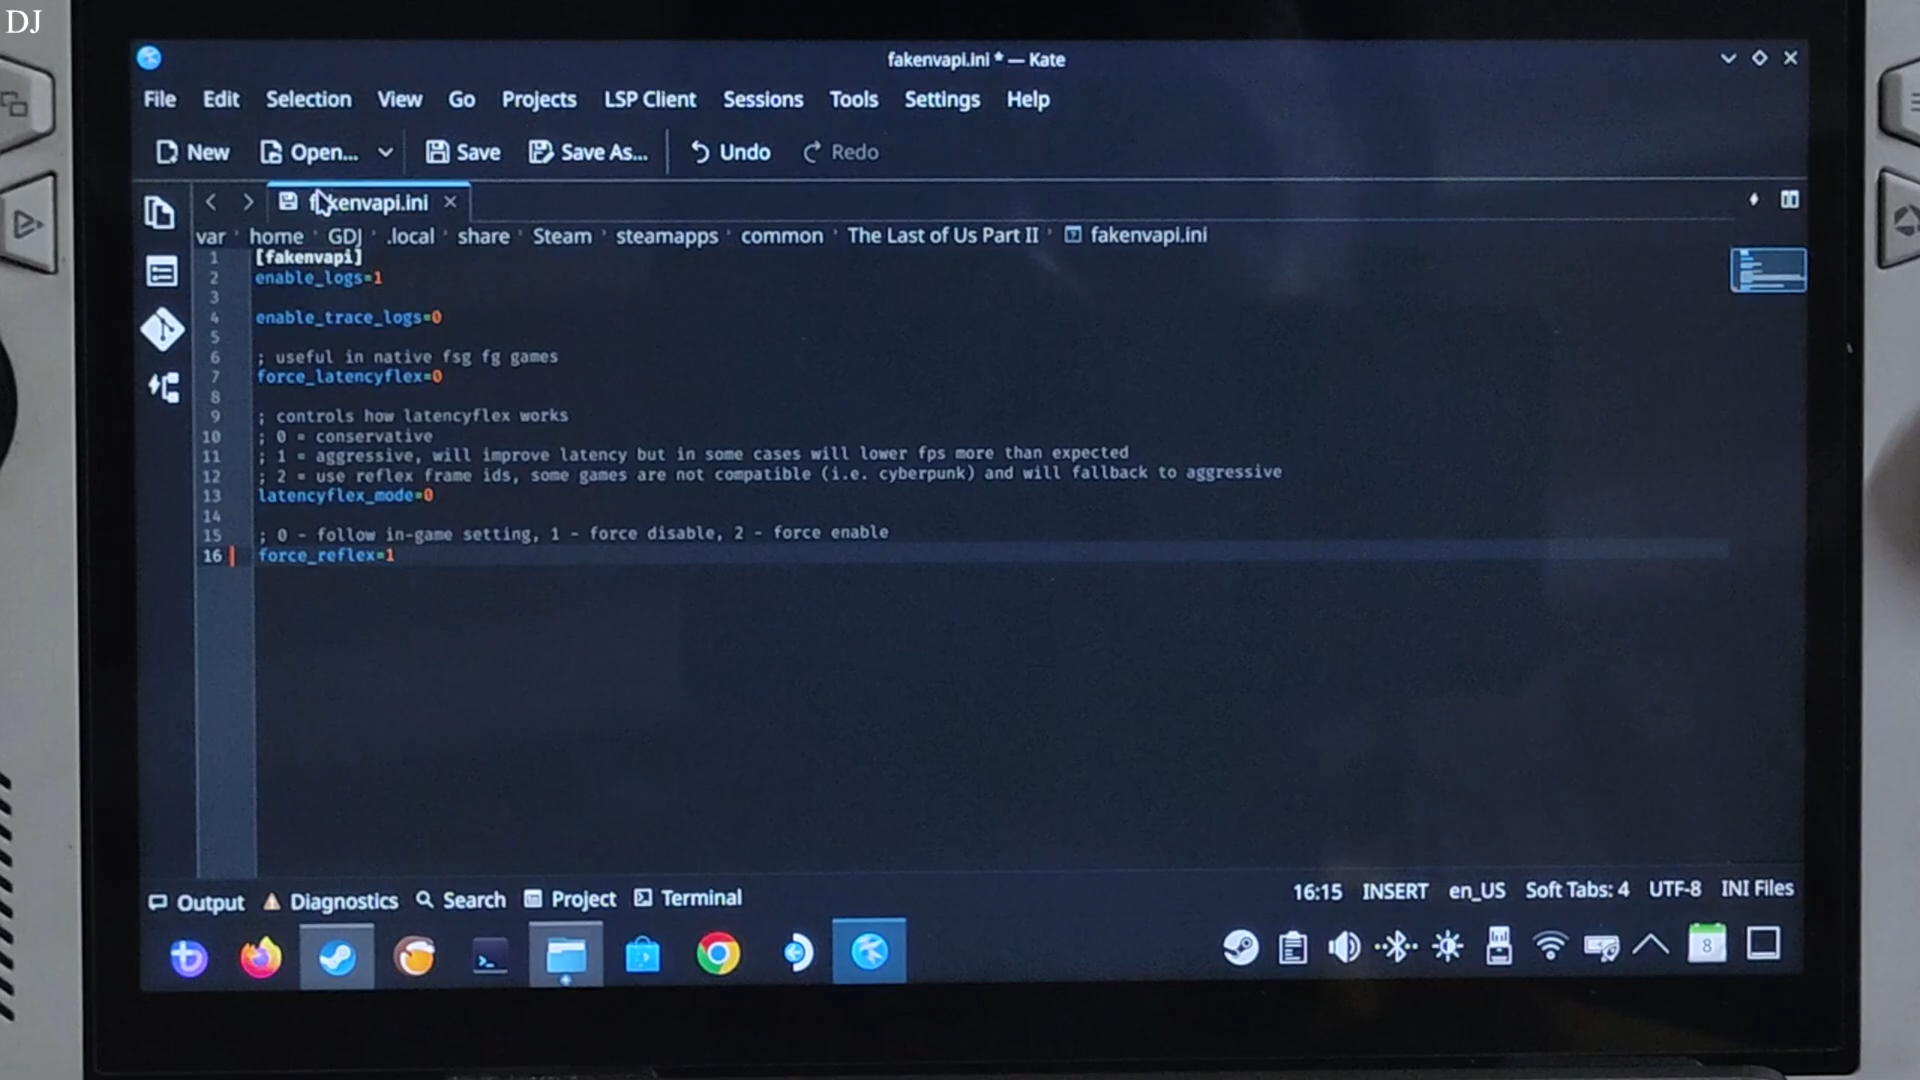 DJ
fakenvapi.ini * — Kate
File Edit Selection View Go Projects LSP Client Sessions Tools Settings Help
New Open... Save Save As... Undo Redo
fakenvapi.ini
var home GDJ .local share Steam steamapps common The Last of Us Part II fakenvapi.ini
1 [fakenvapi]
2 enable_logs=1
3
4 enable_trace_logs=0
5
6 ; useful in native fsg fg games
7 force_latencyflex=0
8
9 ; controls how latencyflex works
10 ; 0 = conservative
11 ; 1 = aggressive, will improve latency but in some cases will lower fps more than expected
12 ; 2 = use reflex frame ids, some games are not compatible (i.e. cyberpunk) and will fallback to aggressive
13 latencyflex_mode=0
14
15 ; 0 - follow in-game setting, 1 - force disable, 2 - force enable
16 force_reflex=1
Output Diagnostics Search Project Terminal
16:15 INSERT en_US Soft Tabs: 4 UTF-8 INI Files
8